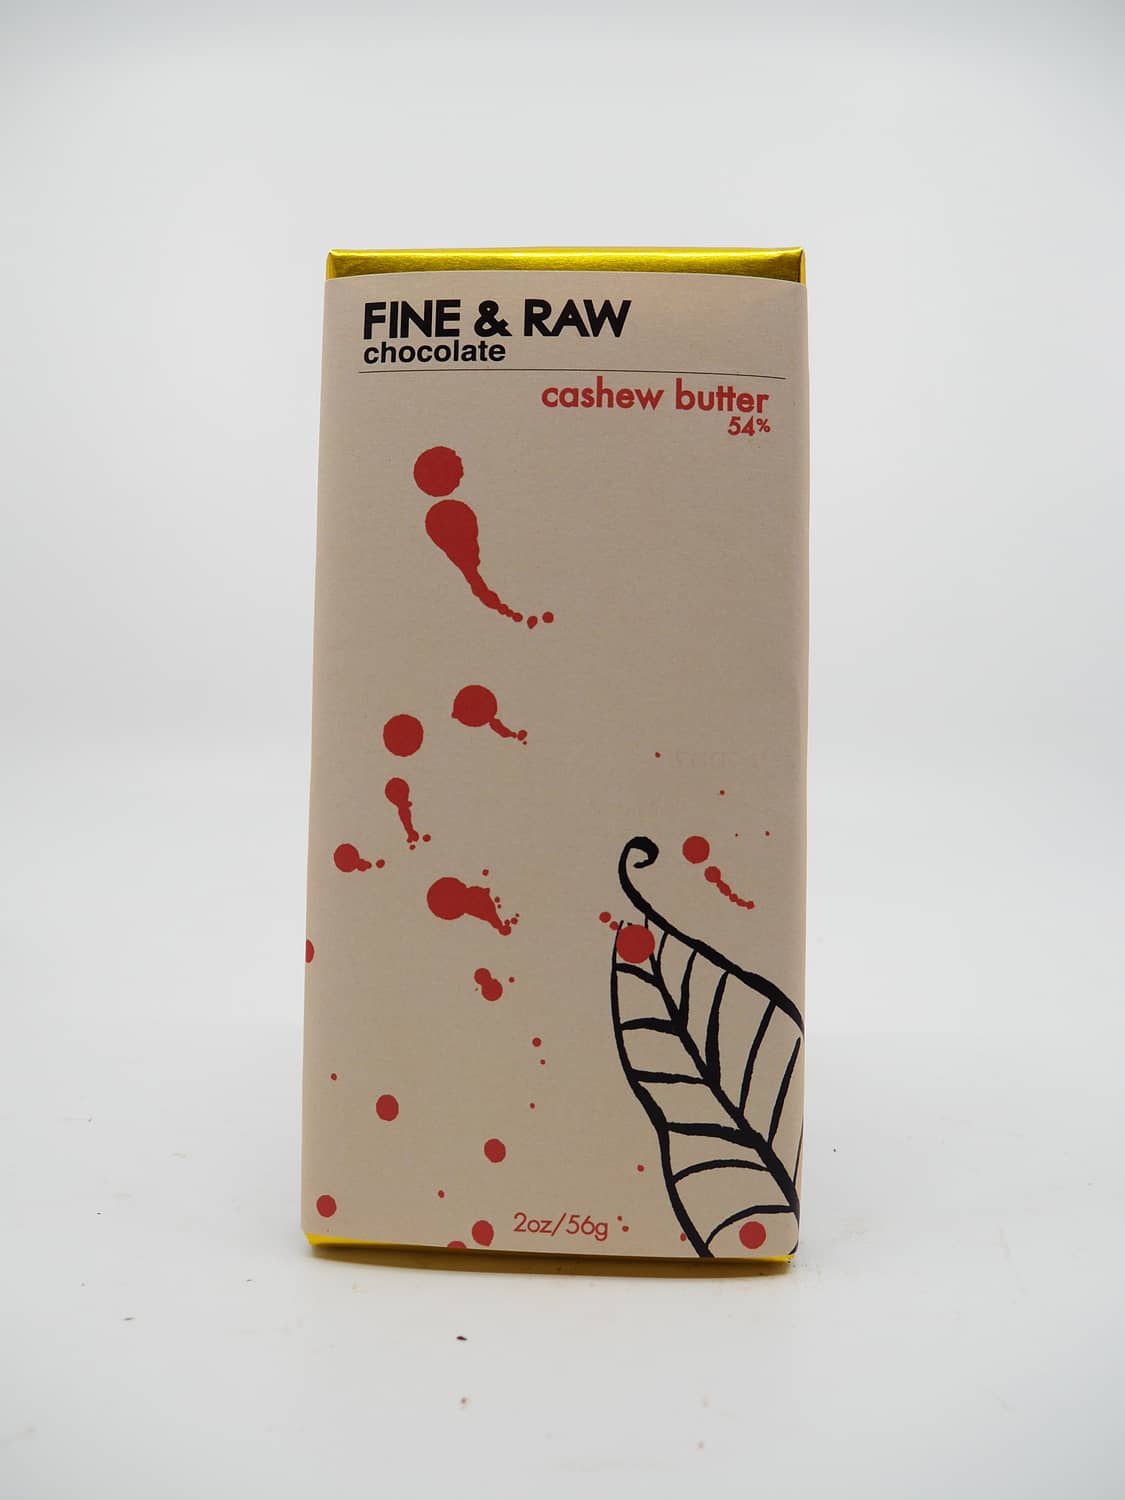 FINE & RAW
chocolate
cashew butter
54%
2oz/56g